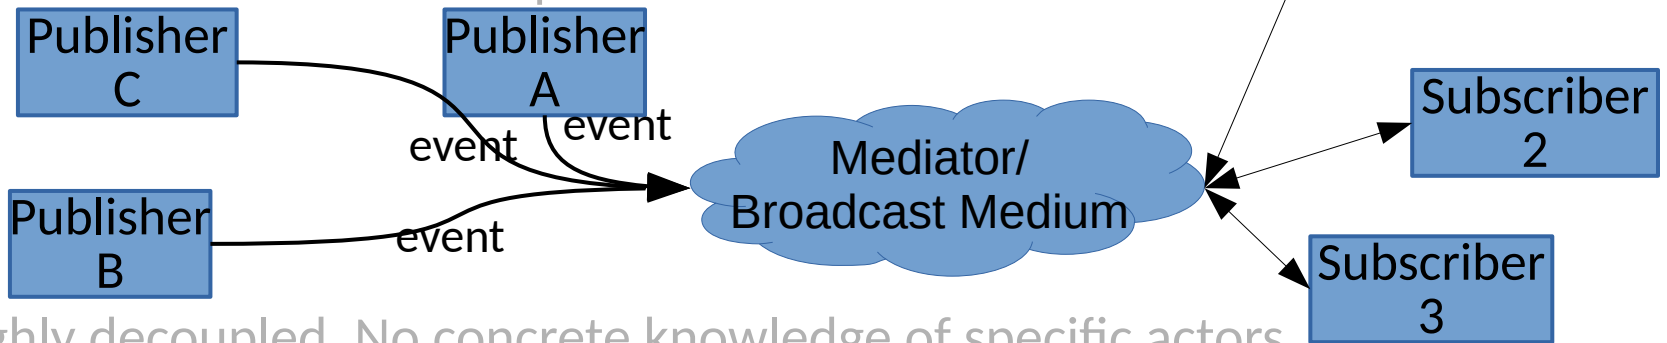 Publisher
C
Publisher
A
event
event
Publisher
B
event
Mediator/
Broadcast Medium
Subscriber
2
Subscriber
3
decoupled. No concrete knowledge of specific actors